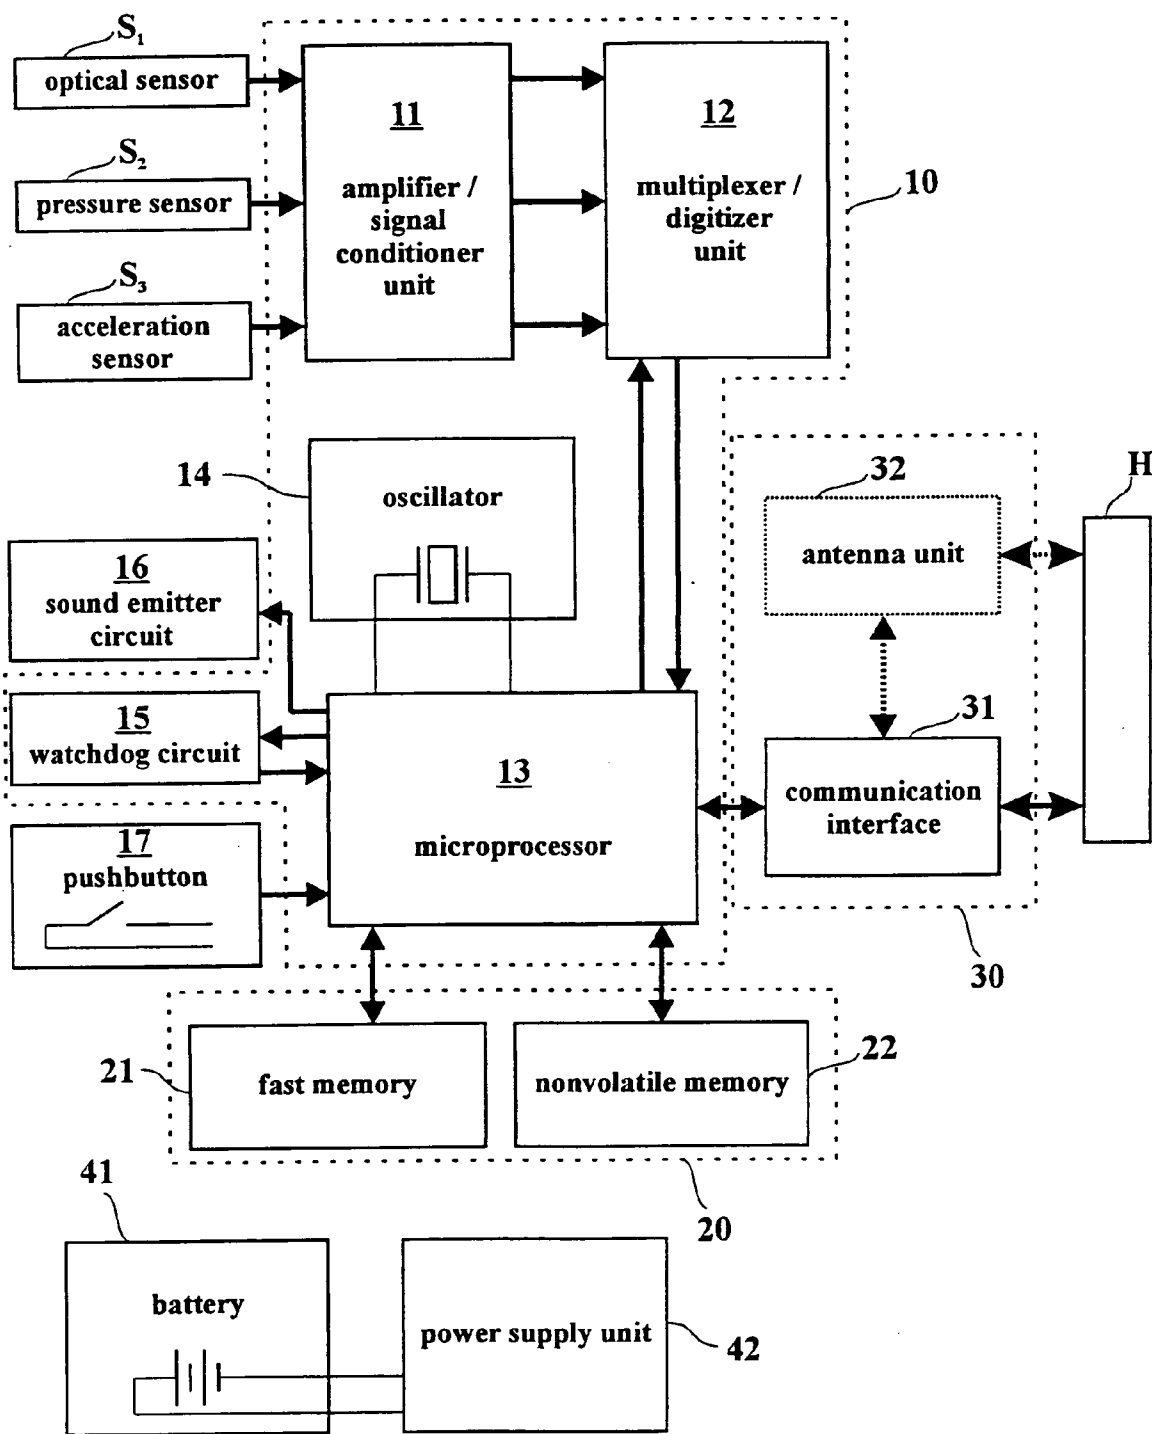 S₁
optical sensor
S₂
pressure sensor
S₃
acceleration
sensor
11
amplifier /
signal
conditioner
unit
12
multiplexer /
digitizer
unit
10
14
oscillator
16
sound emitter
circuit
15
watchdog circuit
17
pushbutton
13
microprocessor
32
antenna unit
H
31
communication
interface
30
21
fast memory
nonvolatile memory
22
20
41
battery
power supply unit
42